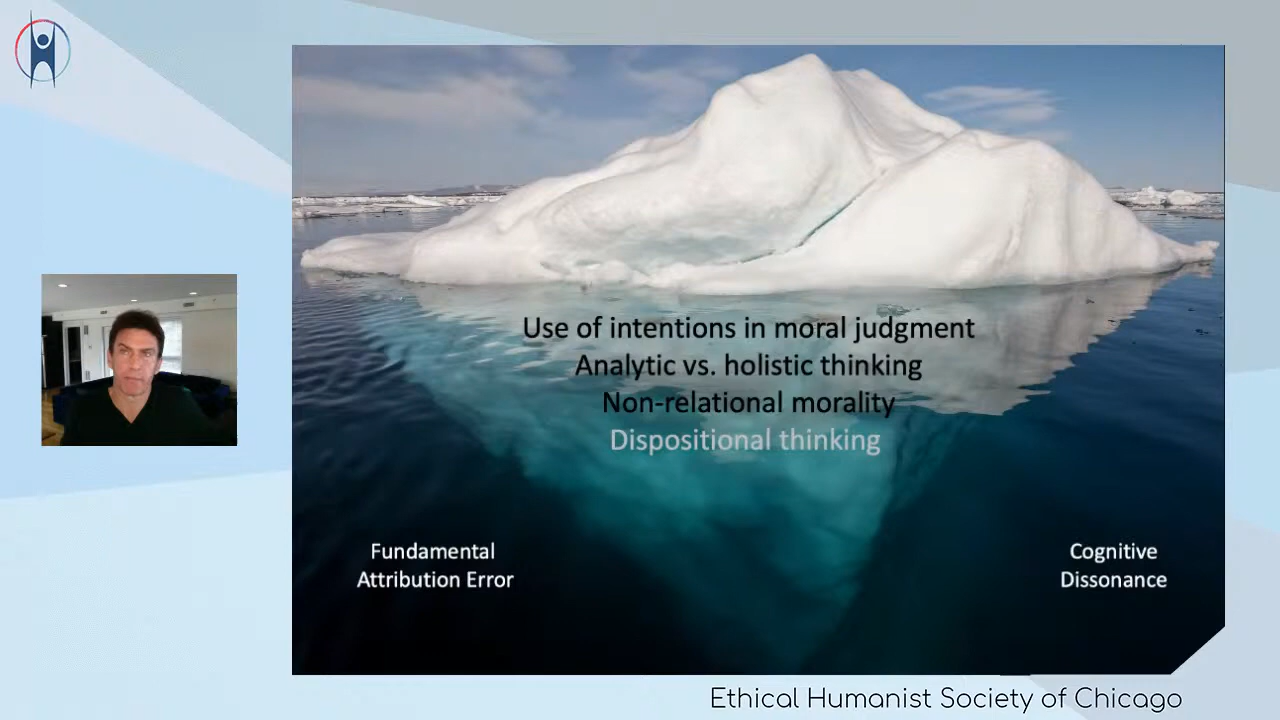 Use of intentions in moral judgment
Analytic vs. holistic thinking
Non-relational morality
Dispositional thinking
Fundamental
Attribution Error
Cognitive
Dissonance
Ethical Humanist Society of Chicago